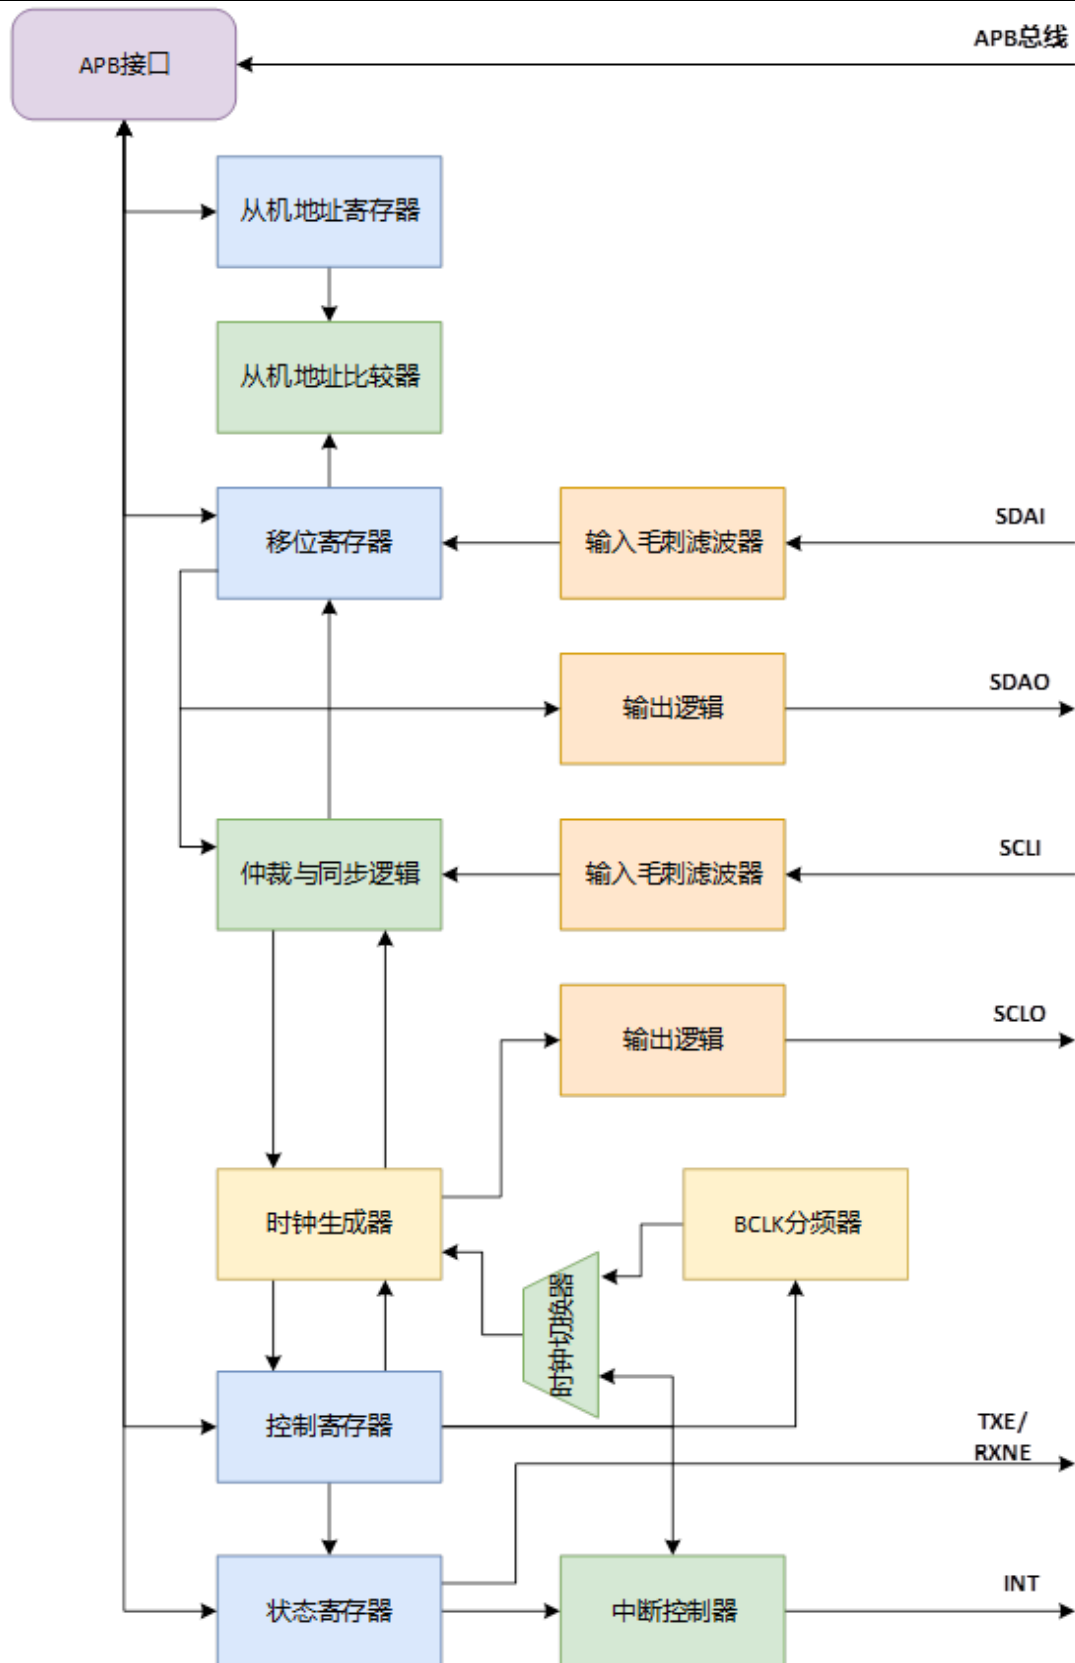 APB总线
APB接口
从机地址寄存器
从机地址比较器
移位寄存器
输入毛刺滤波器
SDAI
输出逻辑
SDAO
仲裁与同步逻辑
输入毛刺滤波器
SCLI
输出逻辑
SCLO
时钟生成器
BCLK分频器
时钟切换器
控制寄存器
TXE/
RXNE
状态寄存器
中断控制器
INT